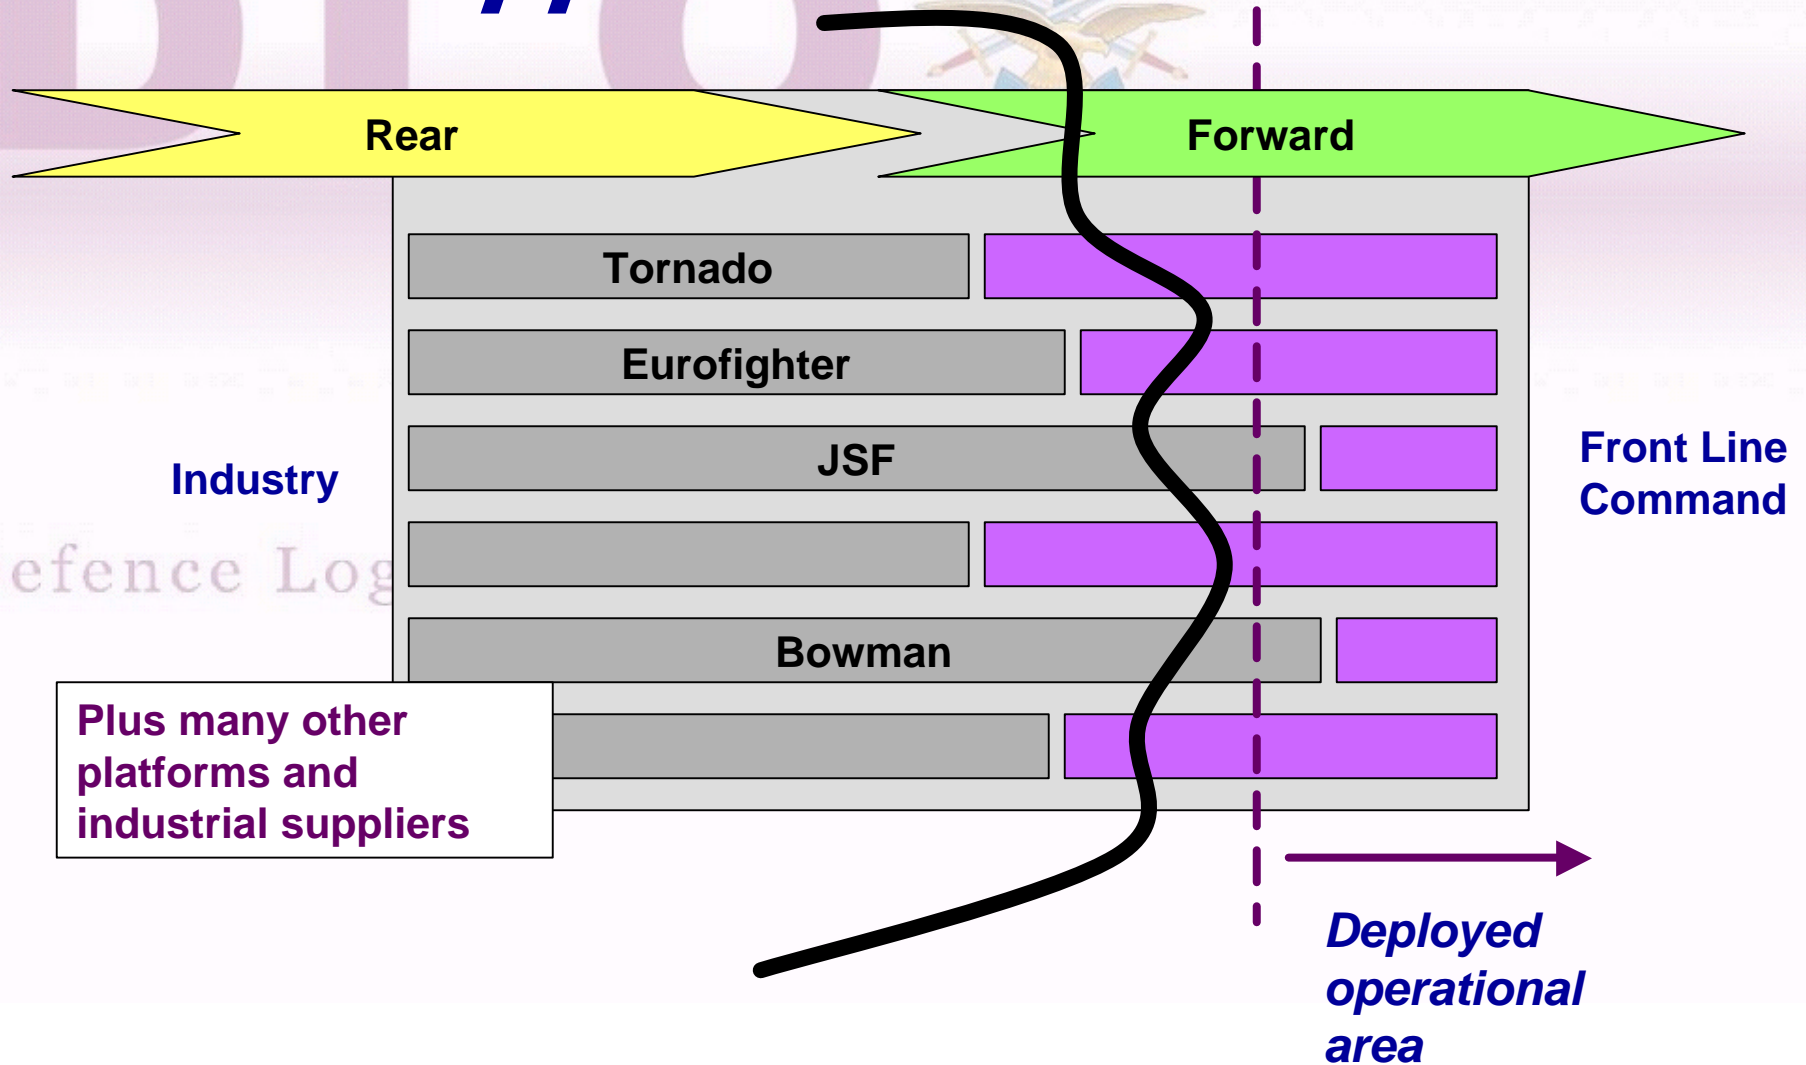 Rear
Forward
Tornado
Eurofighter
JSF
Industry
Front Line
Command
efence Log
Bowman
Plus many other
platforms and
industrial suppliers
Deployed
operational
area